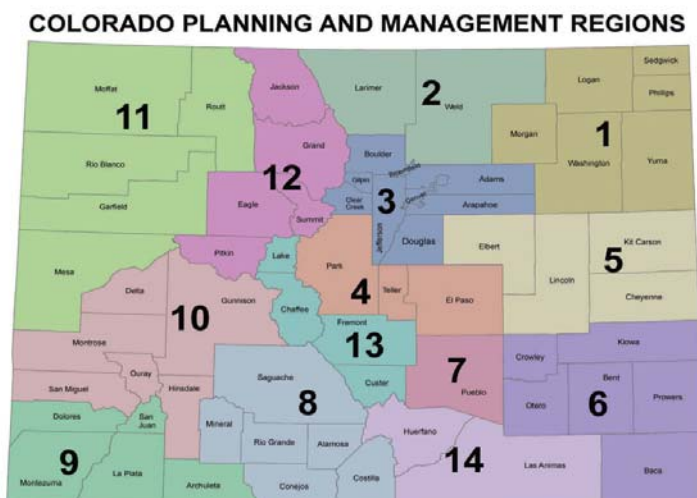 COLORADO PLANNING AND MANAGEMENT REGIONS
Sedgwick
Logan
Moffat
Jackson
Larimer
2
Weld
Phillips
Routt
11
Morgan
1
Washington
Yuma
Grand
Boulder
Rio Blanco
12
Gilpin
Broomfield
Adams
Clear
Creek
3
Denver
Garfield
Eagle
Summit
Arapahoe
Jefferson
Douglas
Elbert
Kit Carson
Mesa
Pitkin
Lake
Park
5
Lincoln
Delta
Gunnison
4
Teller
El Paso
Cheyenne
10
Chaffee
Fremont
Montrose
13
Kiowa
Crowley
Ouray
San Miguel
Hinsdale
Saguache
Custer
7
Pueblo
Bent
Otero
6
Prowers
Dolores
San
Juan
Mineral
8
Huerfano
Rio Grande
Alamosa
9
Montezuma
La Plata
Archuleta
Conejos
Costilla
14
Las Animas
Baca